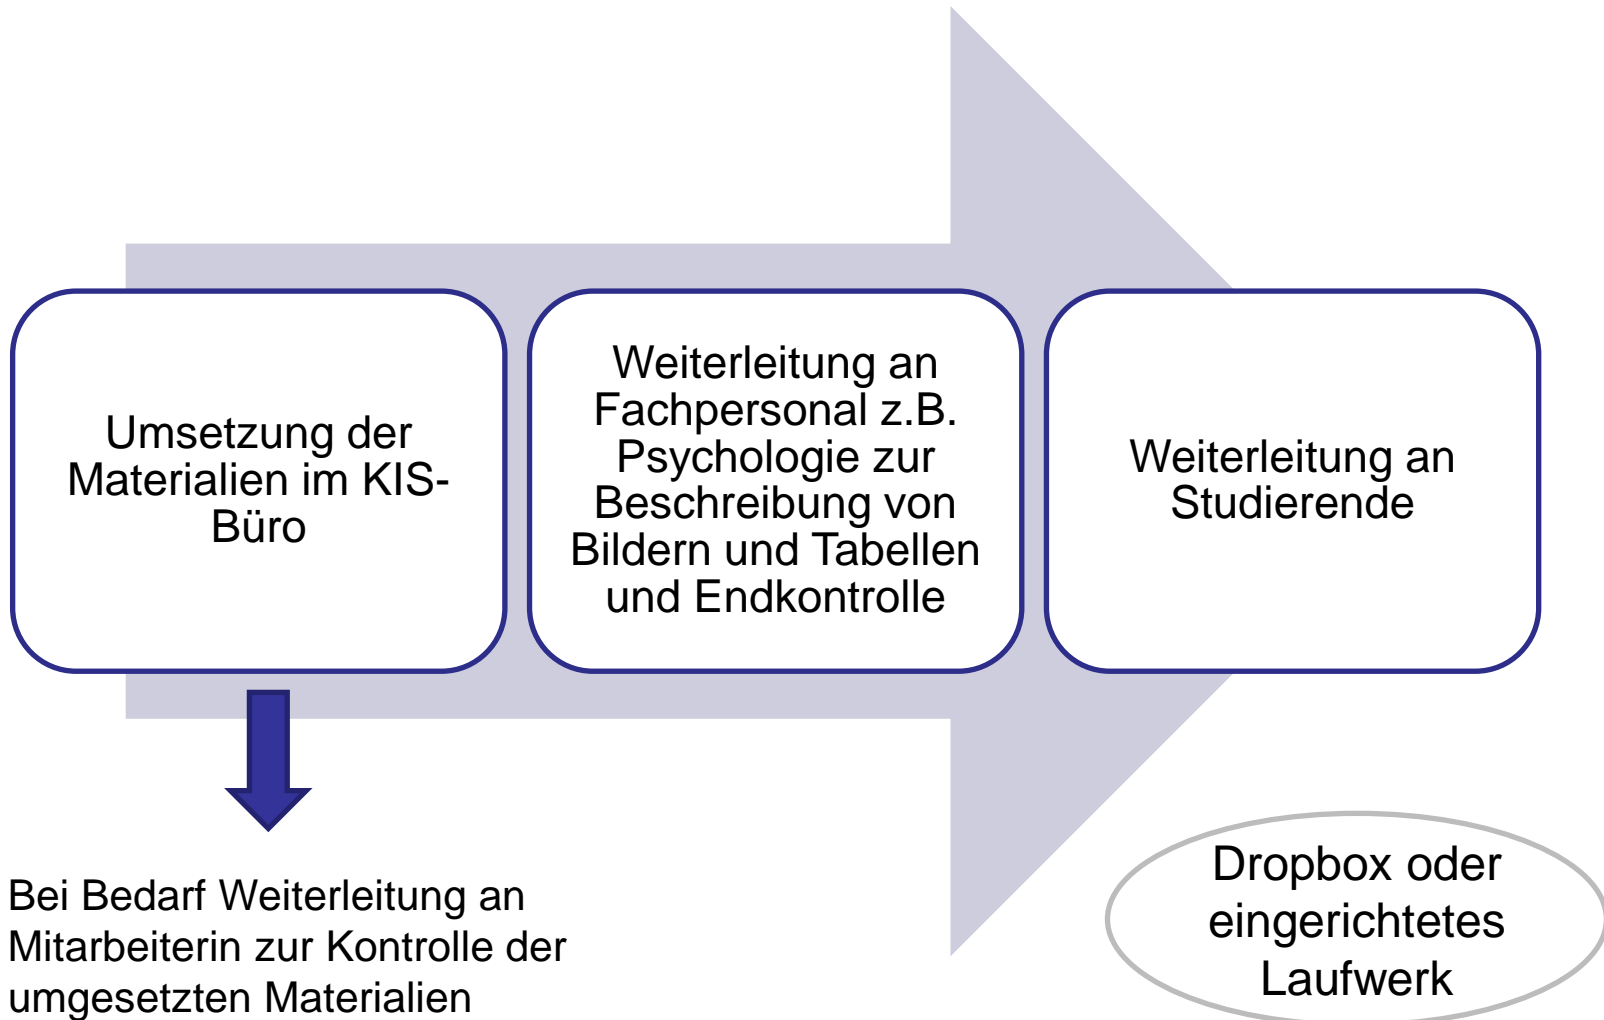 Umsetzung der
Materialien im KIS-
Büro
Weiterleitung an
Fachpersonal z.B.
Psychologie zur
Beschreibung von
Bildern und Tabellen
und Endkontrolle
Weiterleitung an
Studierende
Bei Bedarf Weiterleitung an
Mitarbeiterin zur Kontrolle der
umgesetzten Materialien
Dropbox oder
eingerichtetes
Laufwerk